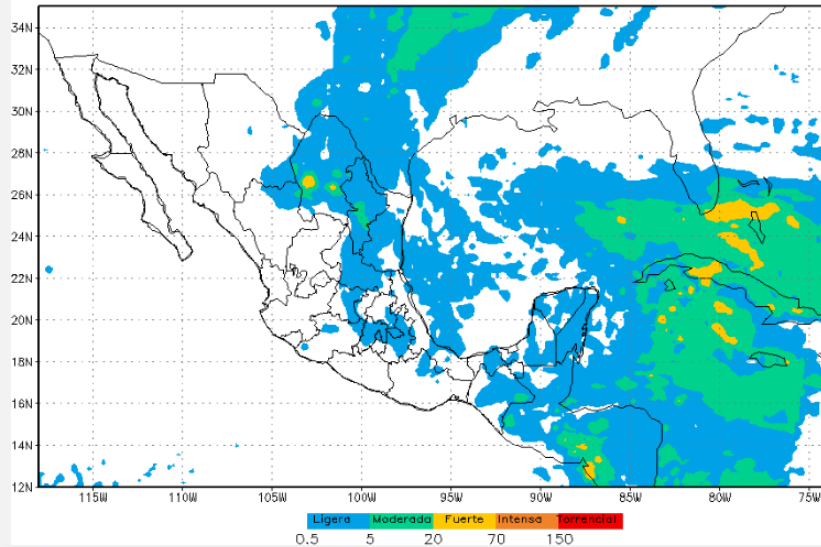 34N
32N
30N
28N
26N
24N
22N
20N
18N
16N
14N
12N
115W 110W 105W 100W 95W 90W 85W 80W 75W
Ligera Moderada Fuerte Intensa Torrencial
0.5 5 20 70 150